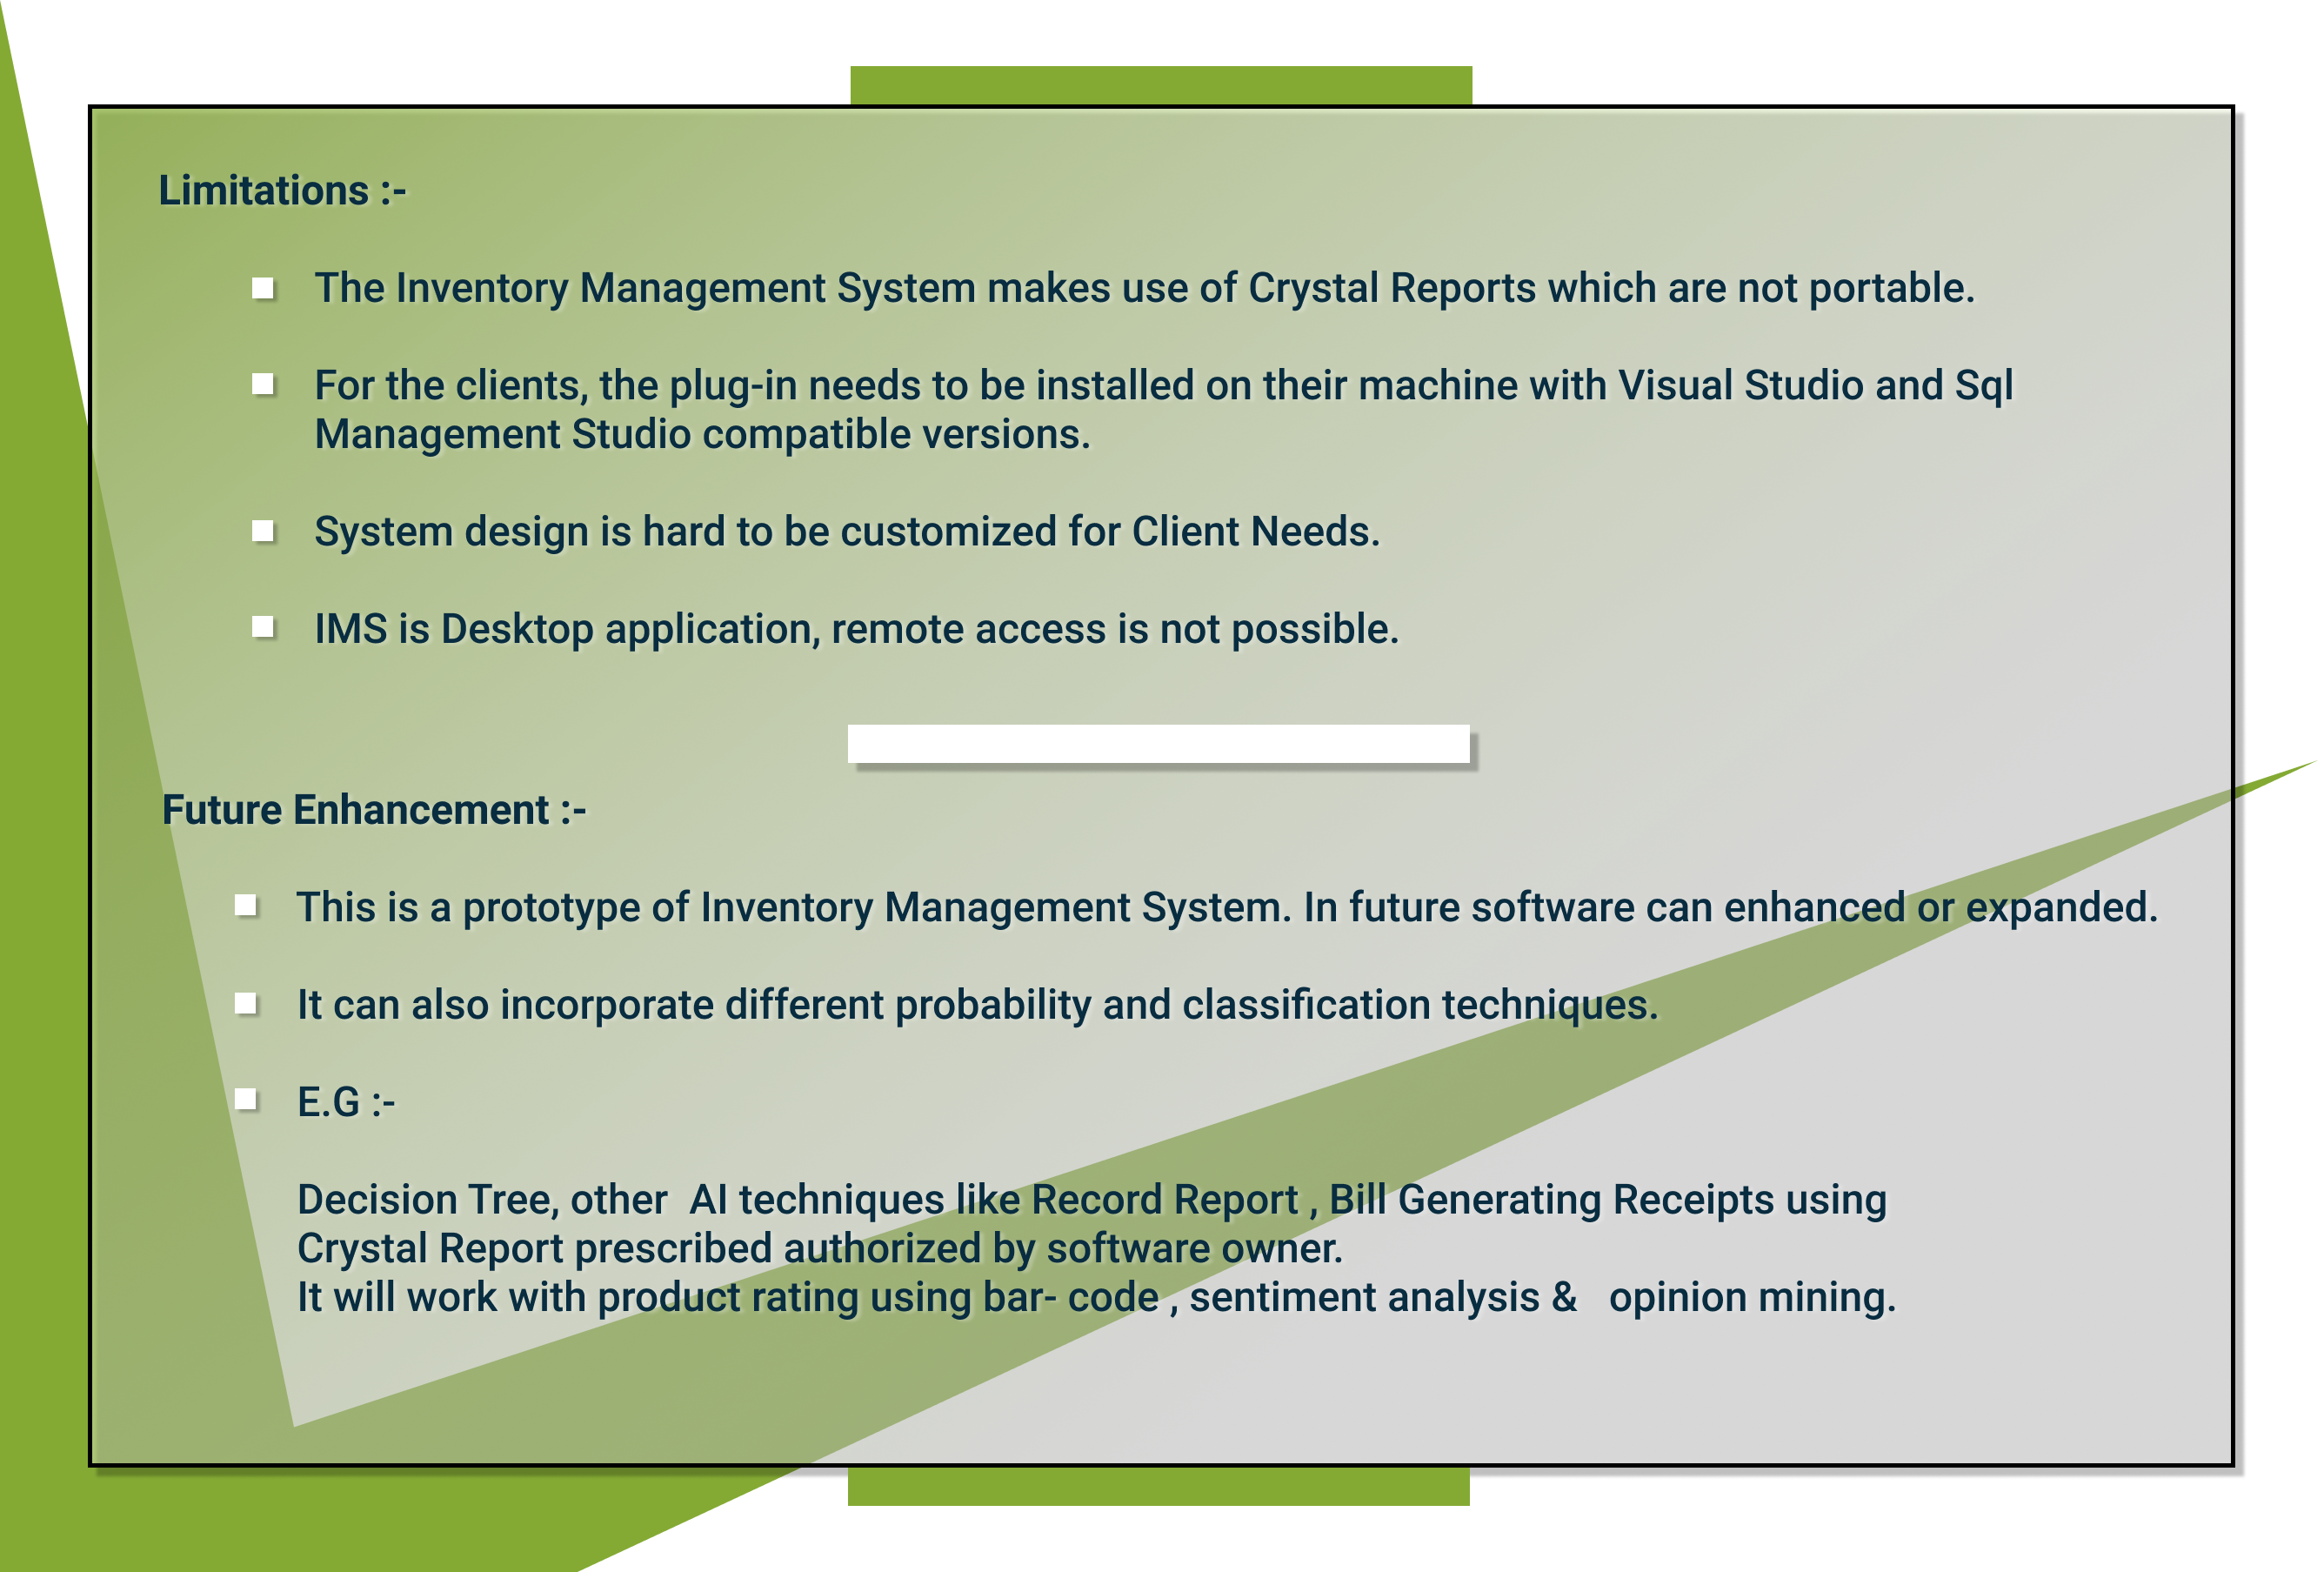 Limitations :-
The Inventory Management System makes use of Crystal Reports which are not portable.
For the clients, the plug-in needs to be installed on their machine with Visual Studio and Sql
Management Studio compatible versions.
System design is hard to be customized for Client Needs.
IMS is Desktop application, remote access is not possible.
Future Enhancement :-
This is a prototype of Inventory Management System. In future software can enhanced or expanded.
It can also incorporate different probability and classification techniques.
E.G :-
Decision Tree, other  AI techniques like Record Report , Bill Generating Receipts using
Crystal Report prescribed authorized by software owner.
It will work with product rating using bar- code , sentiment analysis &   opinion mining.